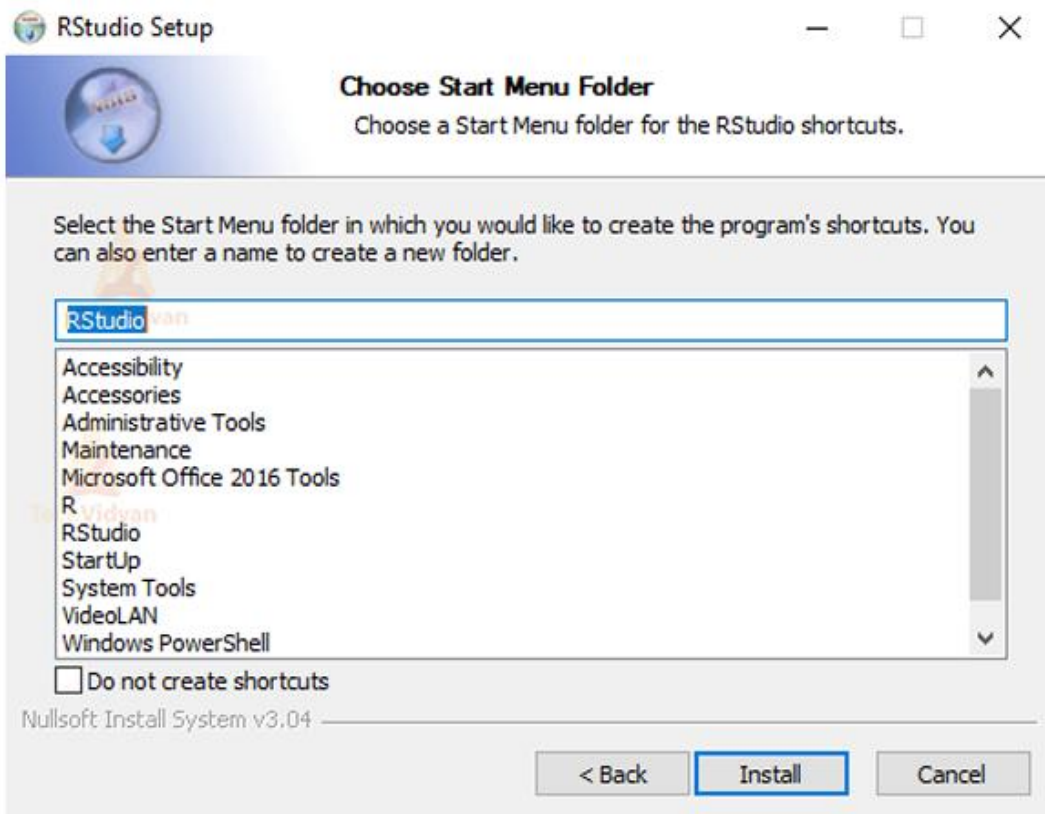 RStudio Setup
Choose Start Menu Folder
Choose a Start Menu folder for the RStudio shortcuts.
Select the Start Menu folder in which you would like to create the program's shortcuts. You
can also enter a name to create a new folder.
RStudio
Accessibility
Accessories
Administrative Tools
Maintenance
Microsoft Office 2016 Tools
R
RStudio
StartUp
System Tools
VideoLAN
Windows PowerShell
Do not create shortcuts
Nullsoft Install System v3.04
< Back
Install
Cancel